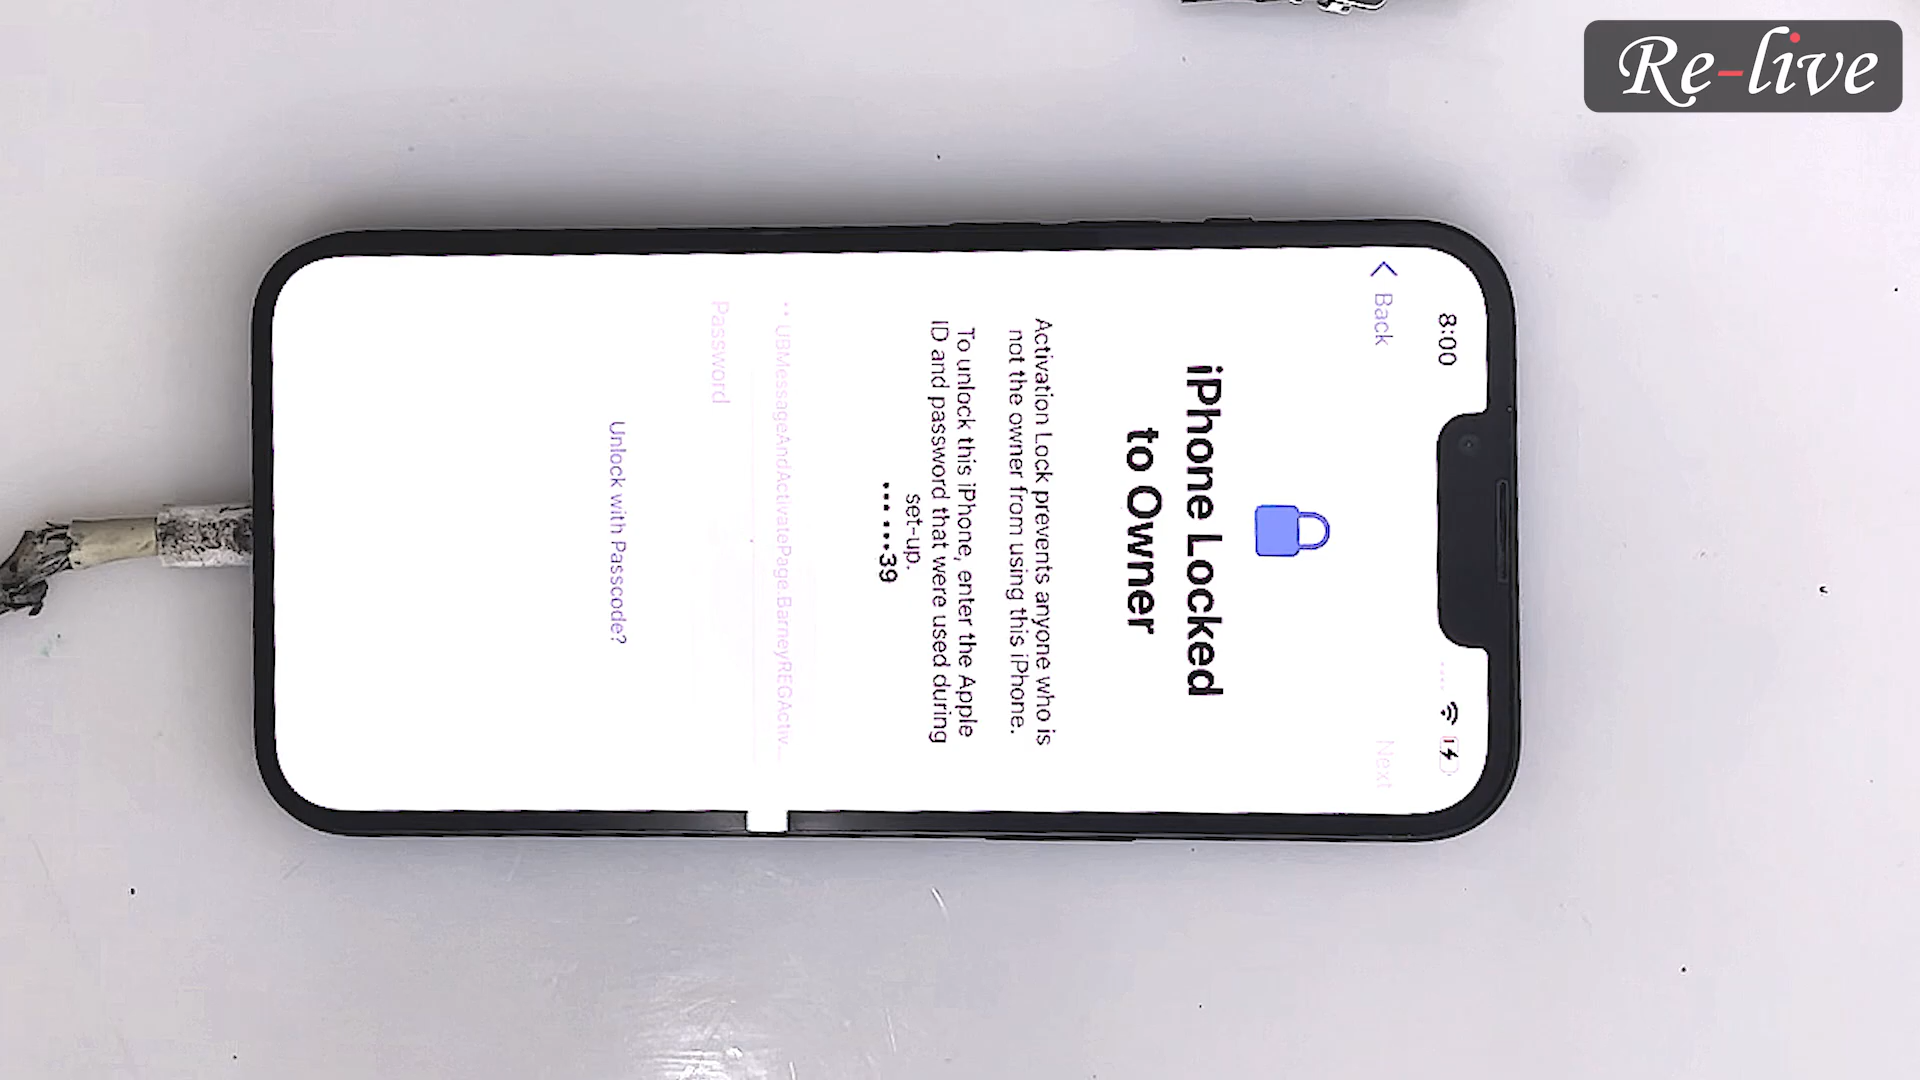 Re-live
8:00
Back
Next
iPhone Locked
to Owner
Activation Lock prevents anyone who is
not the owner from using this iPhone.
To unlock this iPhone, enter the Apple
ID and password that were used during
set-up.
••• •••39
**UBMessageAndActivatePage.BarneyREGActiv...
Password
Unlock with Passcode?